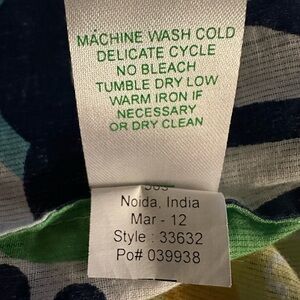 MACHINE WASH COLD
DELICATE CYCLE
NO BLEACH
TUMBLE DRY LOW
WARM IRON IF
NECESSARY
OR DRY CLEAN
Noida, India
Mar - 12
Style : 33632
Po# 039938